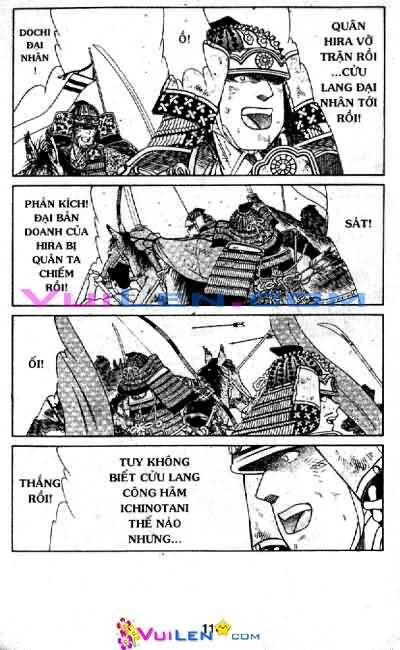 DOCHI
ĐẠI
NHÂN
!
Ồ!
QUÂN
HIRA VỠ
TRẬN RỒI
...CỬU
LANG ĐẠI
NHÂN TỚI
RỒI!
PHẢN KÍCH!
ĐẠI BẢN
DOANH CỦA
HIRA BỊ
QUÂN TA
CHIẾM
RỒI!
SÁT!
VuiLen.com
ỐI!
THẮNG
RỒI!
TUY KHÔNG
BIẾT CỬU LANG
CÔNG HÃM
ICHINOTANI
THẾ NÀO
NHƯNG...
11
VuiLen.com